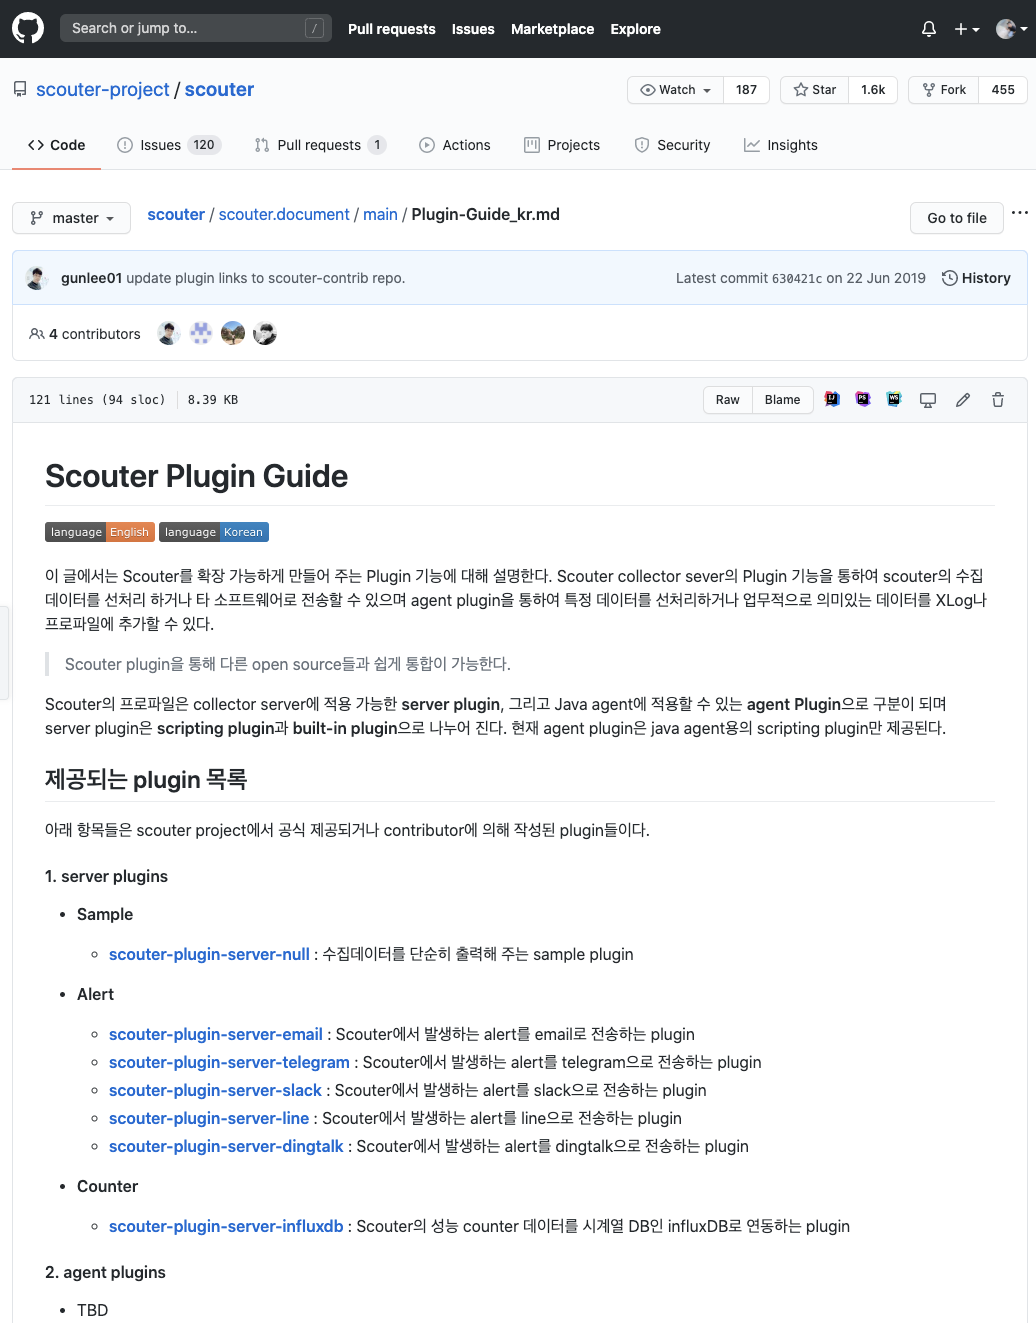 Search or jump to... /
Pull requests Issues Marketplace Explore
scouter-project / scouter
Watch 187 Star 1.6k Fork 455
Code Issues 120 Pull requests 1 Actions Projects Security Insights
master scouter / scouter.document / main / Plugin-Guide_kr.md Go to file ...
gunlee01 update plugin links to scouter-contrib repo. Latest commit 630421c on 22 Jun 2019 History
4 contributors
121 lines (94 sloc) 8.39 KB Raw Blame IJ PS WS
Scouter Plugin Guide
language English language Korean
이 글에서는 Scouter를 확장 가능하게 만들어 주는 Plugin 기능에 대해 설명한다. Scouter collector sever의 Plugin 기능을 통하여 scouter의 수집
데이터를 선처리 하거나 타 소프트웨어로 전송할 수 있으며 agent plugin을 통하여 특정 데이터를 선처리하거나 업무적으로 의미있는 데이터를 XLog나
프로파일에 추가할 수 있다.
Scouter plugin을 통해 다른 open source들과 쉽게 통합이 가능한다.
Scouter의 프로파일은 collector server에 적용 가능한 server plugin, 그리고 Java agent에 적용할 수 있는 agent Plugin으로 구분이 되며
server plugin은 scripting plugin과 built-in plugin으로 나누어 진다. 현재 agent plugin은 java agent용의 scripting plugin만 제공된다.
제공되는 plugin 목록
아래 항목들은 scouter project에서 공식 제공되거나 contributor에 의해 작성된 plugin들이다.
1. server plugins
• Sample
◦ scouter-plugin-server-null : 수집데이터를 단순히 출력해 주는 sample plugin
• Alert
◦ scouter-plugin-server-email : Scouter에서 발생하는 alert를 email로 전송하는 plugin
◦ scouter-plugin-server-telegram : Scouter에서 발생하는 alert를 telegram으로 전송하는 plugin
◦ scouter-plugin-server-slack : Scouter에서 발생하는 alert를 slack으로 전송하는 plugin
◦ scouter-plugin-server-line : Scouter에서 발생하는 alert를 line으로 전송하는 plugin
◦ scouter-plugin-server-dingtalk : Scouter에서 발생하는 alert를 dingtalk으로 전송하는 plugin
• Counter
◦ scouter-plugin-server-influxdb : Scouter의 성능 counter 데이터를 시계열 DB인 influxDB로 연동하는 plugin
2. agent plugins
• TBD